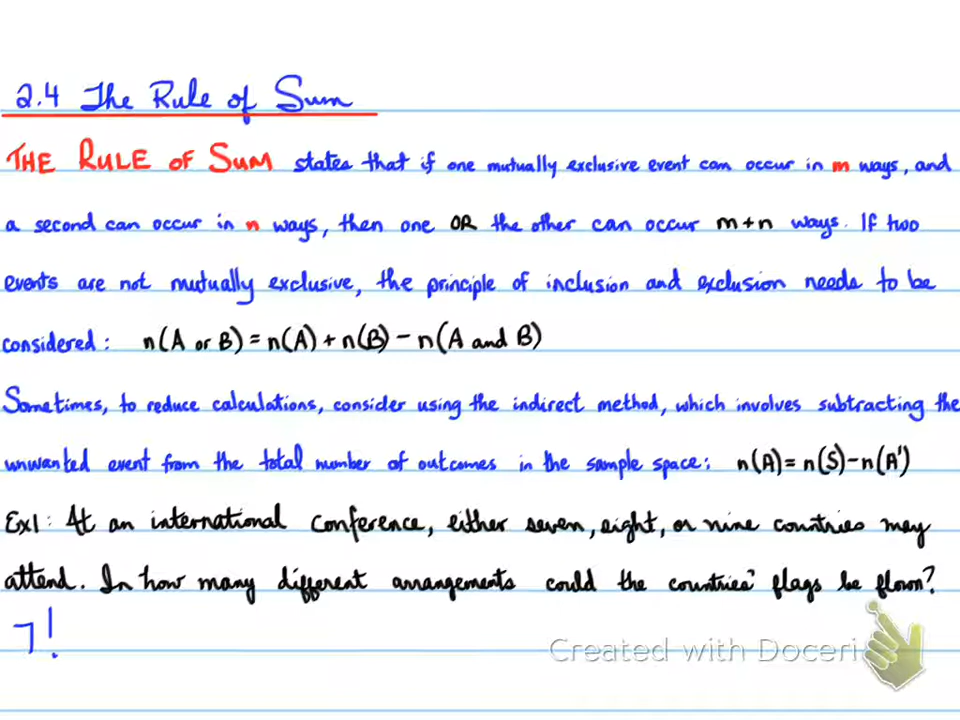 2.4 The Rule of Sum
THE RULE OF SUM states that if one mutually exclusive event can occur in m ways, and
a second can occur in n ways, then one OR the other can occur m+n ways. If two
events are not mutually exclusive, the principle of inclusion and exclusion needs to be
considered: n(A or B) = n(A) + n(B) - n(A and B)
Sometimes, to reduce calculations, consider using the indirect method, which involves subtracting the
unwanted event from the total number of outcomes in the sample space: n(A) = n(S) - n(A')
Ex1: At an international conference, either seven, eight, or nine countries may
attend. In how many different arrangements could the countries' flags be flown?
7!
Created with Doceri